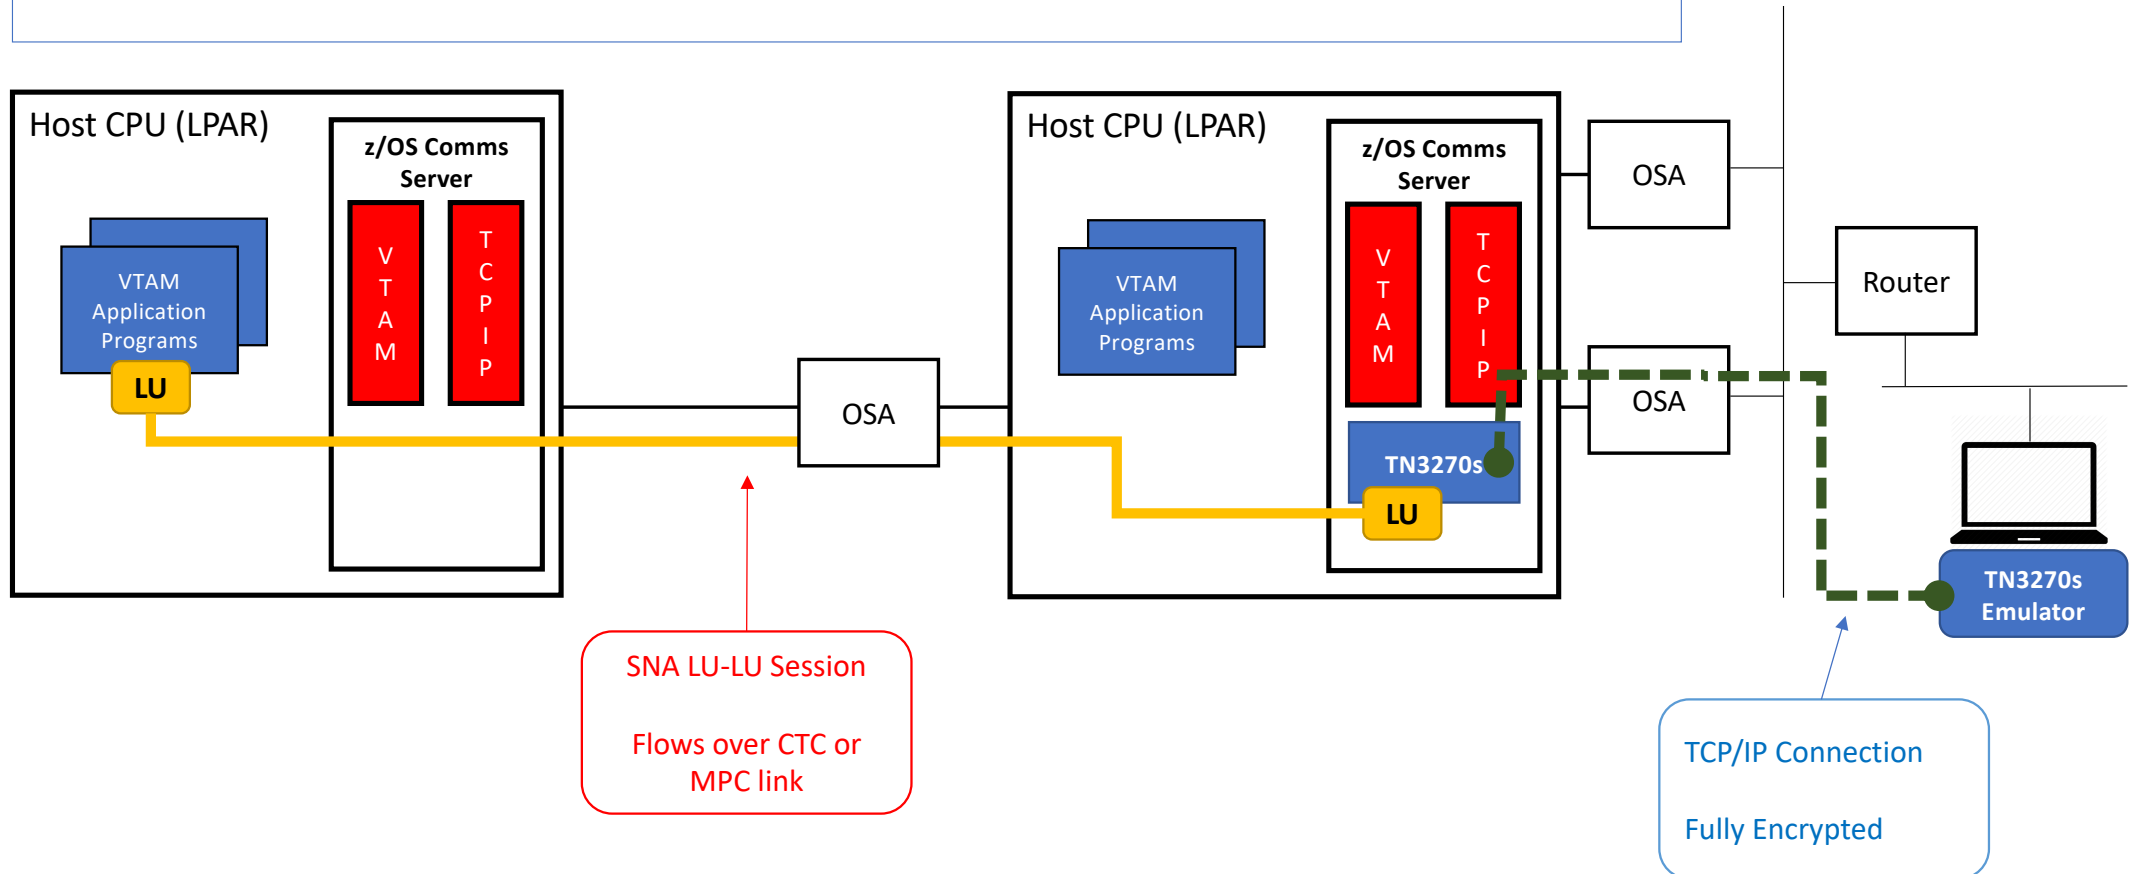 Host CPU (LPAR)
z/OS Comms
Server
V
T
A
M
T
C
P
I
P
VTAM
Application
Programs
LU
OSA
Host CPU (LPAR)
z/OS Comms
Server
V
T
A
M
T
C
P
I
P
VTAM
Application
Programs
TN3270s
LU
OSA
OSA
Router
TN3270s
Emulator
SNA LU-LU Session
Flows over CTC or
MPC link
TCP/IP Connection
Fully Encrypted